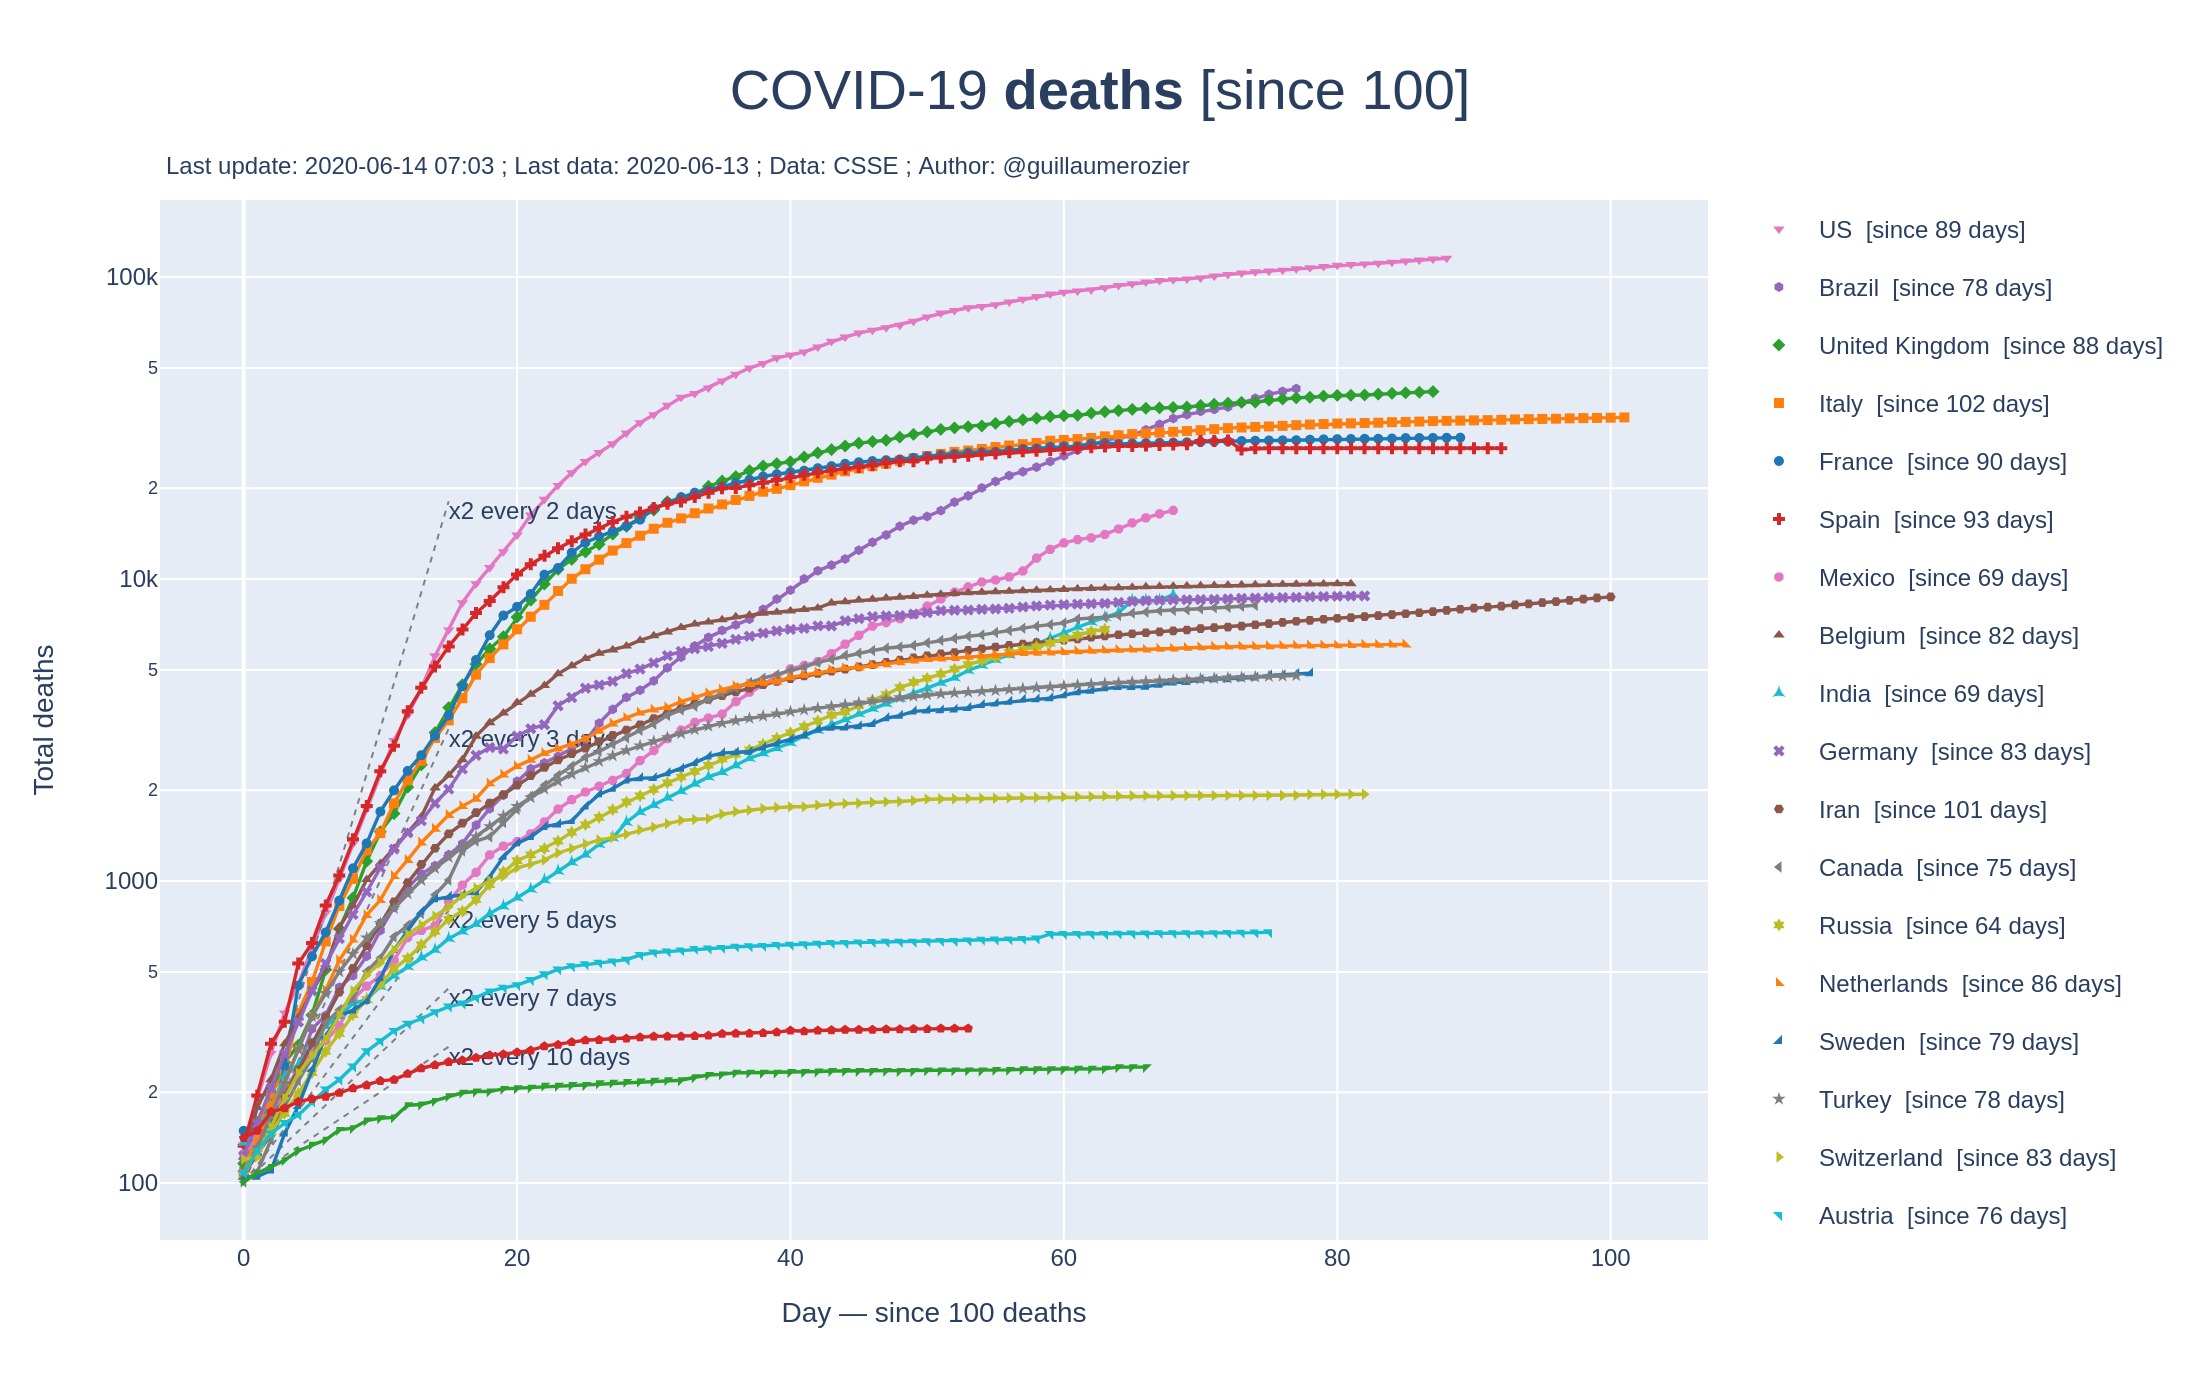 COVID-19 deaths [since 100]
Last update: 2020-06-14 07:03 ; Last data: 2020-06-13 ; Data: CSSE ; Author: @guillaumerozier
Total deaths
100k
5
2
10k
5
2
1000
5
2
100
x2 every 2 days
x2 every 3 days
x2 every 5 days
x2 every 7 days
x2 every 10 days
0
20
40
60
80
100
Day — since 100 deaths
US [since 89 days]
Brazil [since 78 days]
United Kingdom [since 88 days]
Italy [since 102 days]
France [since 90 days]
Spain [since 93 days]
Mexico [since 69 days]
Belgium [since 82 days]
India [since 69 days]
Germany [since 83 days]
Iran [since 101 days]
Canada [since 75 days]
Russia [since 64 days]
Netherlands [since 86 days]
Sweden [since 79 days]
Turkey [since 78 days]
Switzerland [since 83 days]
Austria [since 76 days]